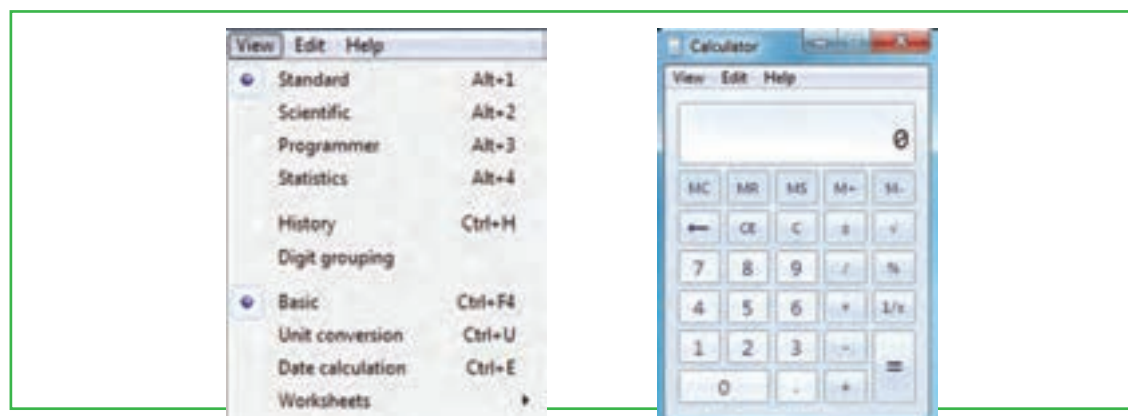 View Edit Help
Standard Alt+1
Scientific Alt+2
Programmer Alt+3
Statistics Alt+4
History Ctrl+H
Digit grouping
Basic Ctrl+F4
Unit conversion Ctrl+U
Date calculation Ctrl+E
Worksheets
Calculator
View Edit Help
0
MC MR MS M+ M-
← CE C ± √
7 8 9 / %
4 5 6 * 1/x
1 2 3 - =
0 . +